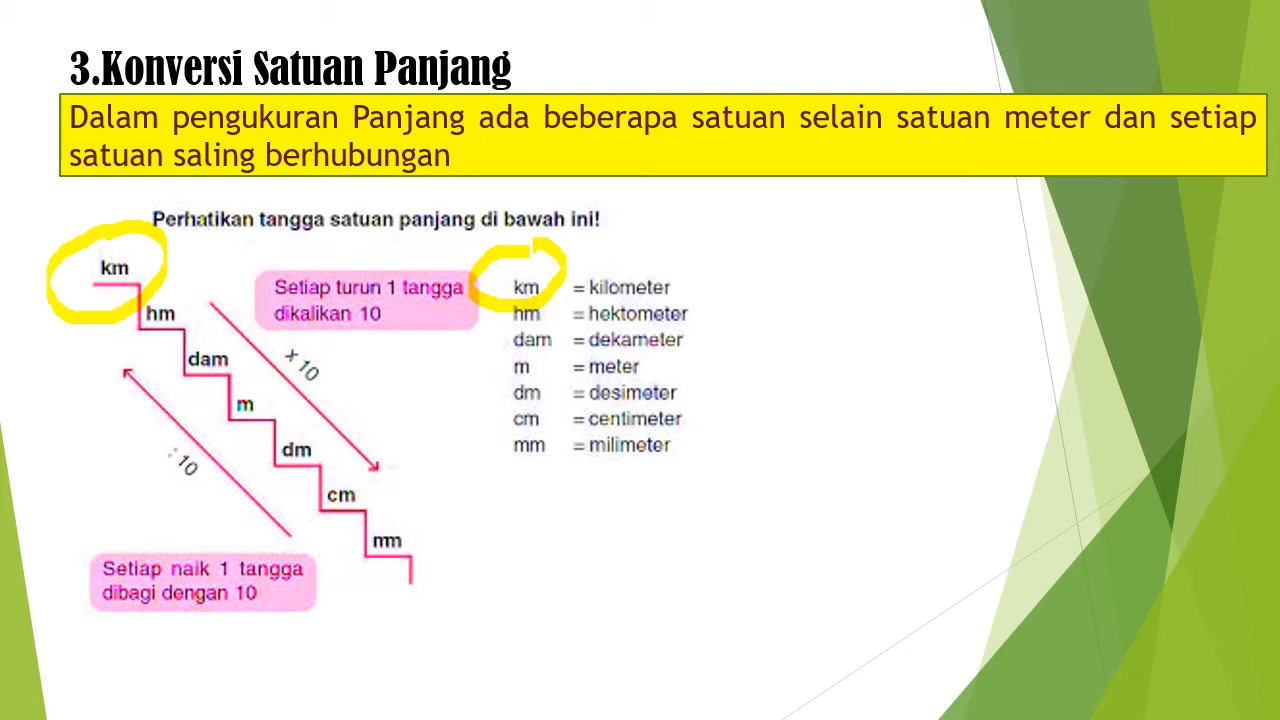 3.Konversi Satuan Panjang
Dalam pengukuran Panjang ada beberapa satuan selain satuan meter dan setiap
satuan saling berhubungan
Perhatikan tangga satuan panjang di bawah ini!
km
hm
dam
m
dm
cm
mm
Setiap turun 1 tangga
dikalikan 10
x 10
: 10
Setiap naik 1 tangga
dibagi dengan 10
km = kilometer
hm = hektometer
dam = dekameter
m = meter
dm = desimeter
cm = centimeter
mm = milimeter